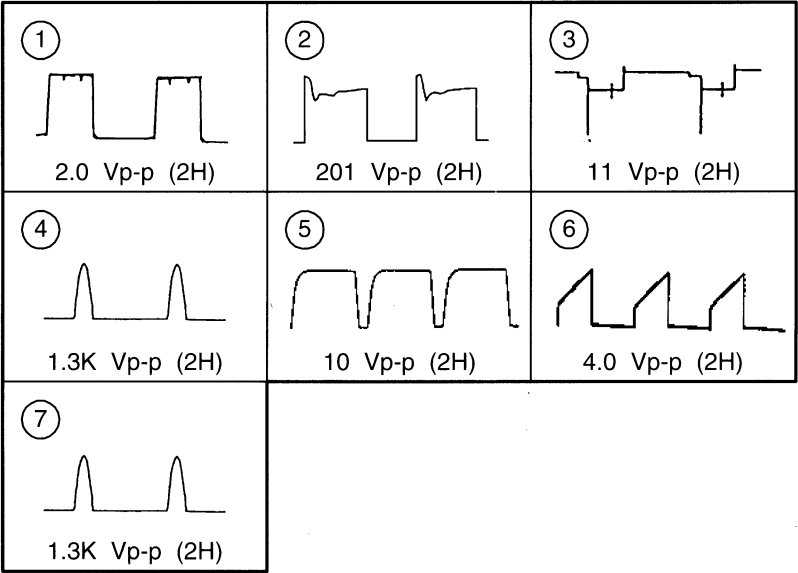 1
2.0 Vp-p (2H)
2
201 Vp-p (2H)
3
11 Vp-p (2H)
4
1.3K Vp-p (2H)
5
10 Vp-p (2H)
6
4.0 Vp-p (2H)
7
1.3K Vp-p (2H)